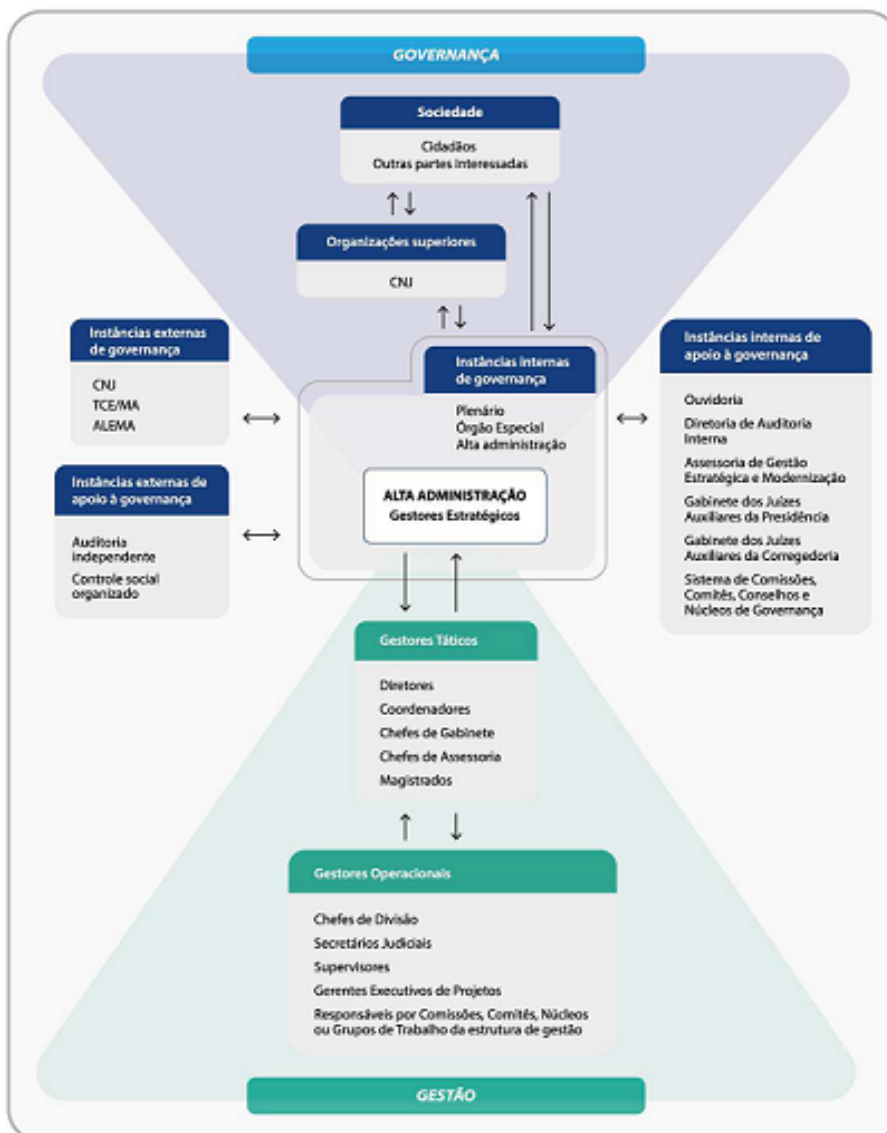 GOVERNANÇA
Sociedade
Cidadãos
Outras partes interessadas
Organizações superiores
CNJ
Instâncias externas
de governança
CNJ
TCE/MA
ALEMA
Instâncias internas
de governança
Plenário
Órgão Especial
Alta administração
Instâncias internas de
apoio à governança
Ouvidoria
Diretoria de Auditoria
Interna
Assessoria de Gestão
Estratégica e Modernização
Gabinete dos Juízes
Auxiliares da Presidência
Gabinete dos Juízes
Auxiliares da Corregedoria
Sistema de Comissões,
Comitês, Conselhos e
Núcleos de Governança
Instâncias externas de
apoio à governança
Auditoria
independente
Controle social
organizado
ALTA ADMINISTRAÇÃO
Gestores Estratégicos
Gestores Táticos
Diretores
Coordenadores
Chefes de Gabinete
Chefes de Assessoria
Magistrados
Gestores Operacionais
Chefes de Divisão
Secretários Judiciais
Supervisores
Gerentes Executivos de Projetos
Responsáveis por Comissões, Comitês, Núcleos
ou Grupos de Trabalho da estrutura de gestão
GESTÃO